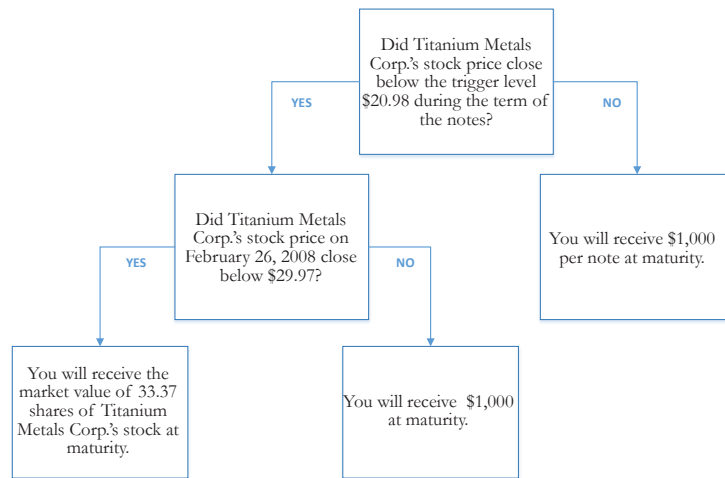 Did Titanium Metals
Corp.'s stock price close
below the trigger level
$20.98 during the term of
the notes?
YES
NO
Did Titanium Metals
Corp.'s stock price on
February 26, 2008 close
below $29.97?
You will receive $1,000
per note at maturity.
YES
NO
You will receive the
market value of 33.37
shares of Titanium
Metals Corp.'s stock at
maturity.
You will receive $1,000
at maturity.